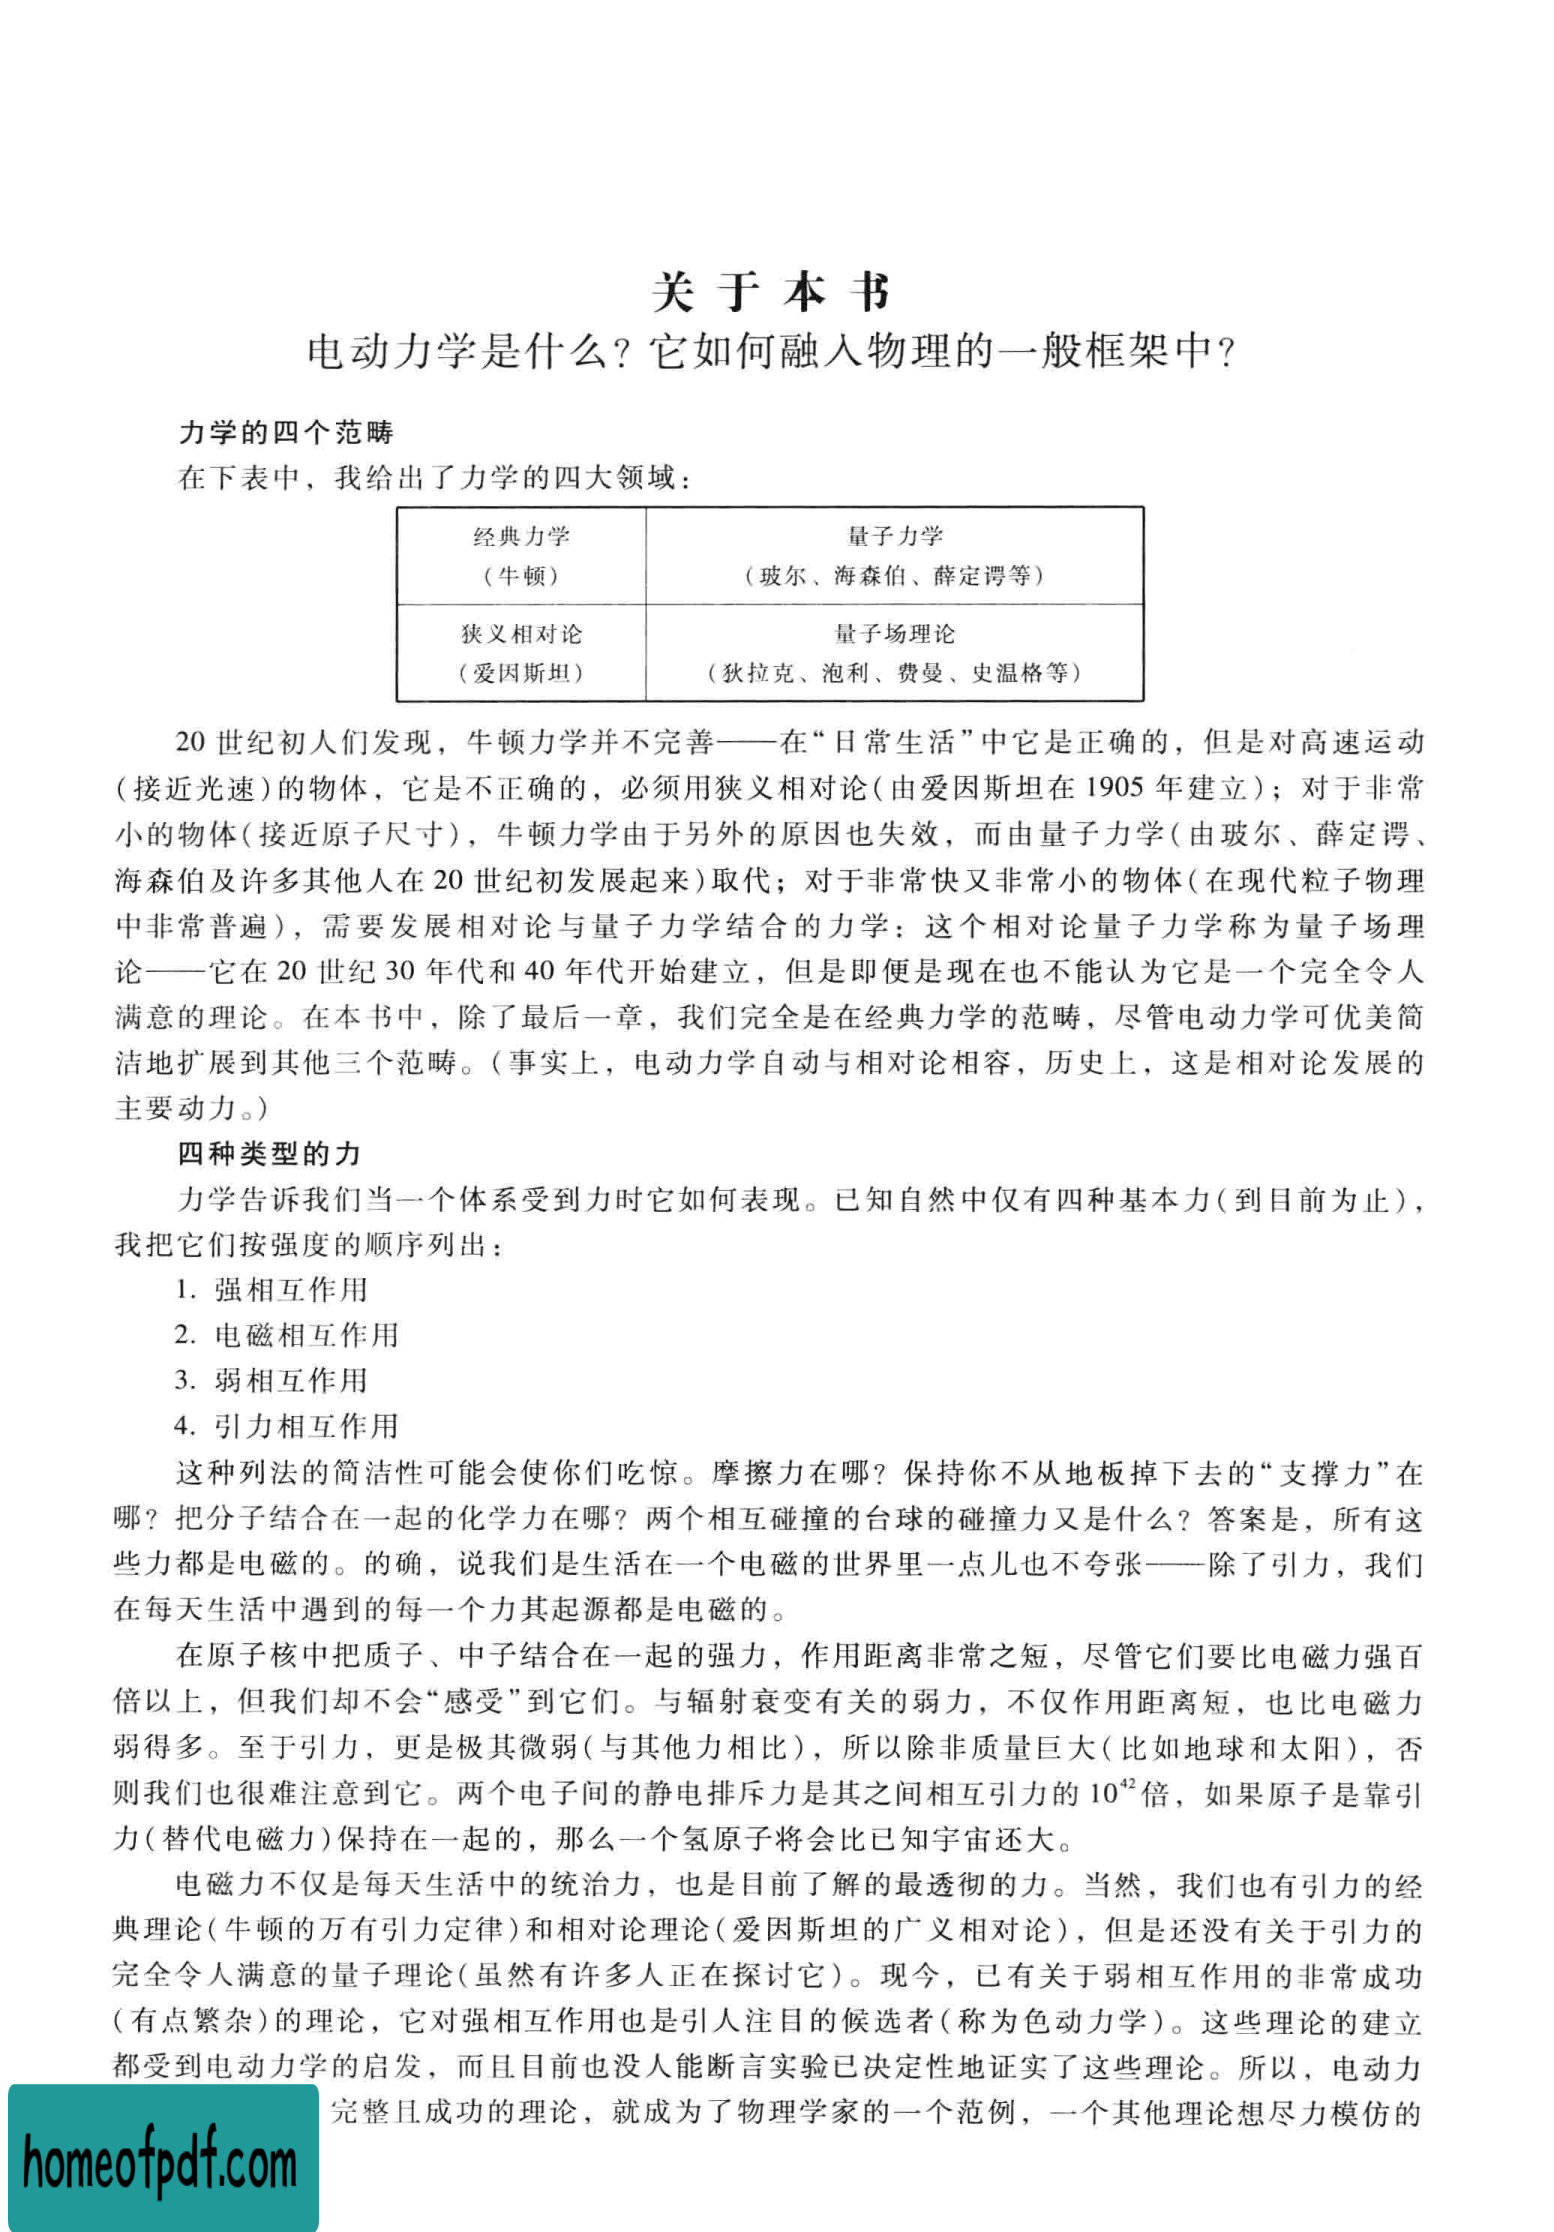 关于本书
电动力学是什么？它如何融入物理的一般框架中？
力学的四个范畴
在下表中，我给出了力学的四大领域：
经典力学
（牛顿）
量子力学
（玻尔、海森伯、薛定谔等）
狭义相对论
（爱因斯坦）
量子场理论
（狄拉克、泡利、费曼、史温格等）
20 世纪初人们发现，牛顿力学并不完善——在“日常生活”中它是正确的，但是对高速运动
（接近光速）的物体，它是不正确的，必须用狭义相对论（由爱因斯坦在 1905 年建立）；对于非常
小的物体（接近原子尺寸），牛顿力学由于另外的原因也失效，而由量子力学（由玻尔、薛定谔、
海森伯及许多其他人在 20 世纪初发展起来）取代；对于非常快又非常小的物体（在现代粒子物理
中非常普遍），需要发展相对论与量子力学结合的力学：这个相对论量子力学称为量子场理
论——它在 20 世纪 30 年代和 40 年代开始建立，但是即便是现在也不能认为它是一个完全令人
满意的理论。在本书中，除了最后一章，我们完全是在经典力学的范畴，尽管电动力学可优美简
洁地扩展到其他三个范畴。（事实上，电动力学自动与相对论相容，历史上，这是相对论发展的
主要动力。）
四种类型的力
力学告诉我们当一个体系受到力时它如何表现。已知自然中仅有四种基本力（到目前为止），
我把它们按强度的顺序列出：
1. 强相互作用
2. 电磁相互作用
3. 弱相互作用
4. 引力相互作用
这种列法的简洁性可能会使你们吃惊。摩擦力在哪？保持你不从地板掉下去的“支撑力”在
哪？把分子结合在一起的化学力在哪？两个相互碰撞的台球的碰撞力又是什么？答案是，所有这
些力都是电磁的。的确，说我们是生活在一个电磁的世界里一点儿也不夸张——除了引力，我们
在每天生活中遇到的每一个力其起源都是电磁的。
在原子核中把质子、中子结合在一起的强力，作用距离非常之短，尽管它们要比电磁力强百
倍以上，但我们却不会“感受”到它们。与辐射衰变有关的弱力，不仅作用距离短，也比电磁力
弱得多。至于引力，更是极其微弱（与其他力相比），所以除非质量巨大（比如地球和太阳），否
则我们也很难注意到它。两个电子间的静电排斥力是其之间相互引力的 10⁴² 倍，如果原子是靠引
力（替代电磁力）保持在一起的，那么一个氢原子将会比已知宇宙还大。
电磁力不仅是每天生活中的统治力，也是目前了解的最透彻的力。当然，我们也有引力的经
典理论（牛顿的万有引力定律）和相对论理论（爱因斯坦的广义相对论），但是还没有关于引力的
完全令人满意的量子理论（虽然有许多人正在探讨它）。现今，已有关于弱相互作用的非常成功
（有点繁杂）的理论，它对强相互作用也是引人注目的候选者（称为色动力学）。这些理论的建立
都受到电动力学的启发，而且目前也没人能断言实验已决定性地证实了这些理论。所以，电动力
完整且成功的理论，就成为了物理学家的一个范例，一个其他理论想尽力模仿的
homeofpdf.com